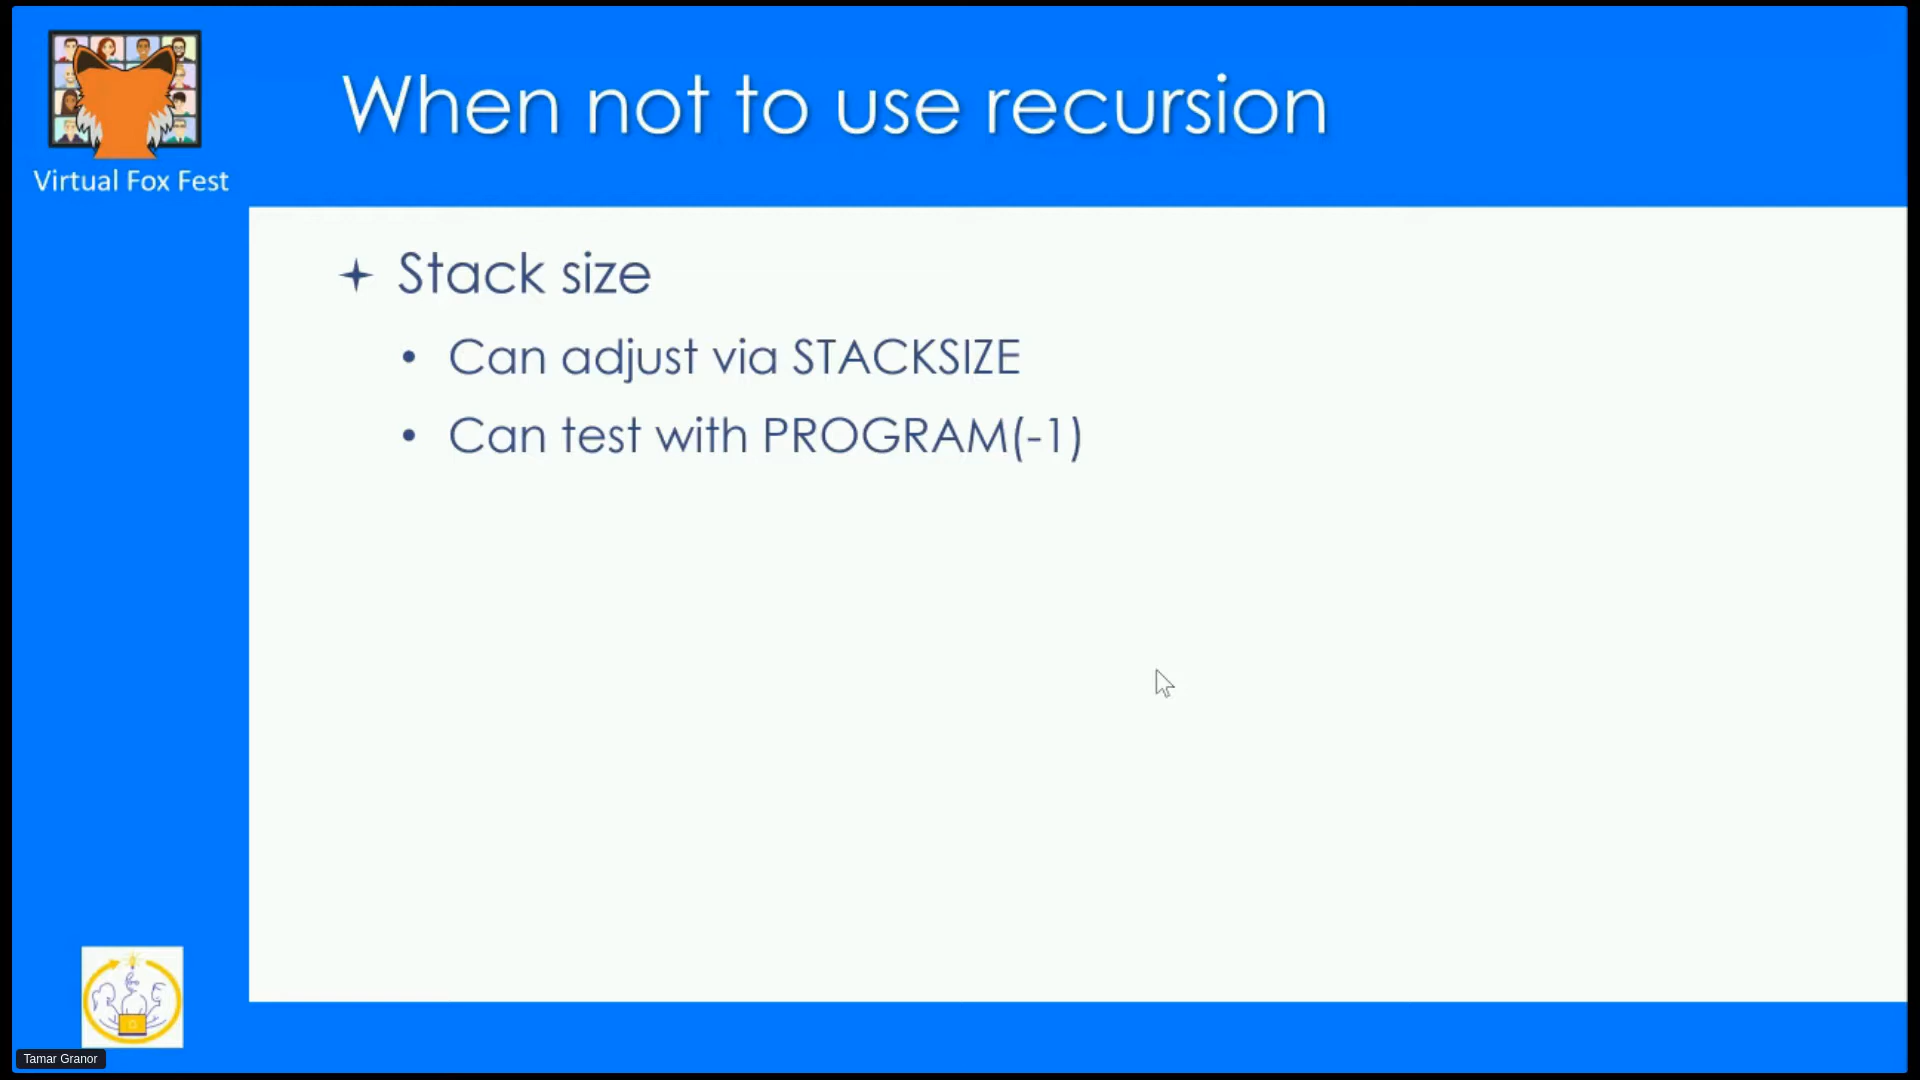 When not to use recursion
Virtual Fox Fest
Stack size
• Can adjust via STACKSIZE
• Can test with PROGRAM(-1)
Tamar Granor